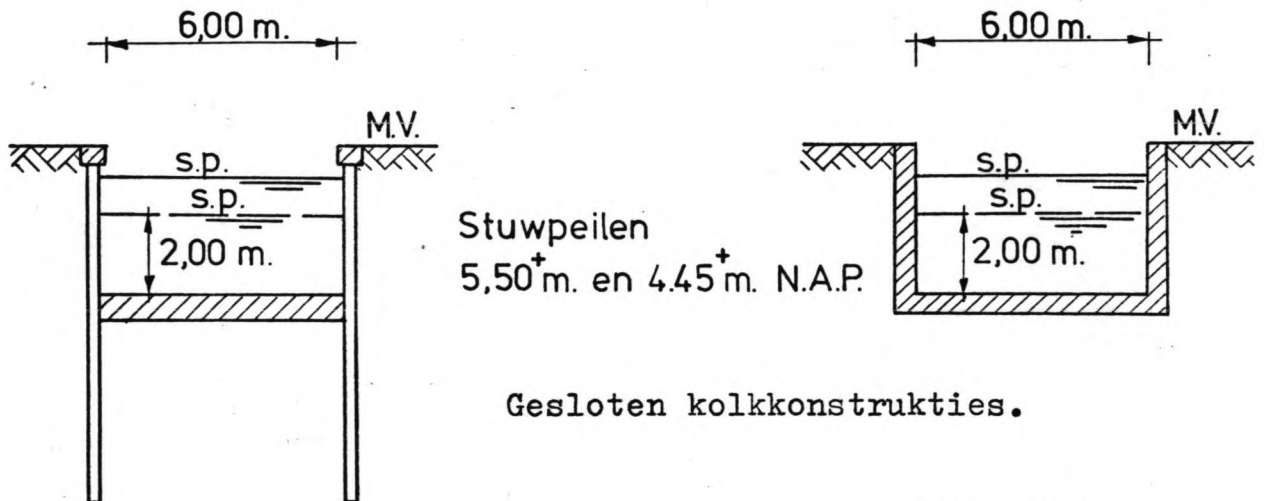 6,00 m.
6,00 m.
M.V.
M.V.
s.p.
s.p.
s.p.
s.p.
2,00 m.
Stuwpeilen
5,50⁺m. en 4.45⁺m. N.A.P.
2,00 m.
Gesloten kolkkonstrukties.